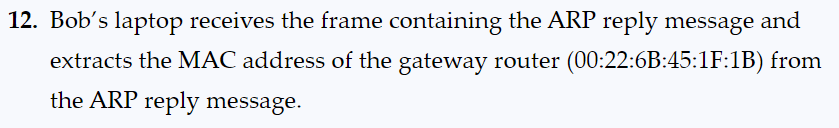 12. Bob's laptop receives the frame containing the ARP reply message and
extracts the MAC address of the gateway router (00:22:6B:45:1F:1B) from
the ARP reply message.